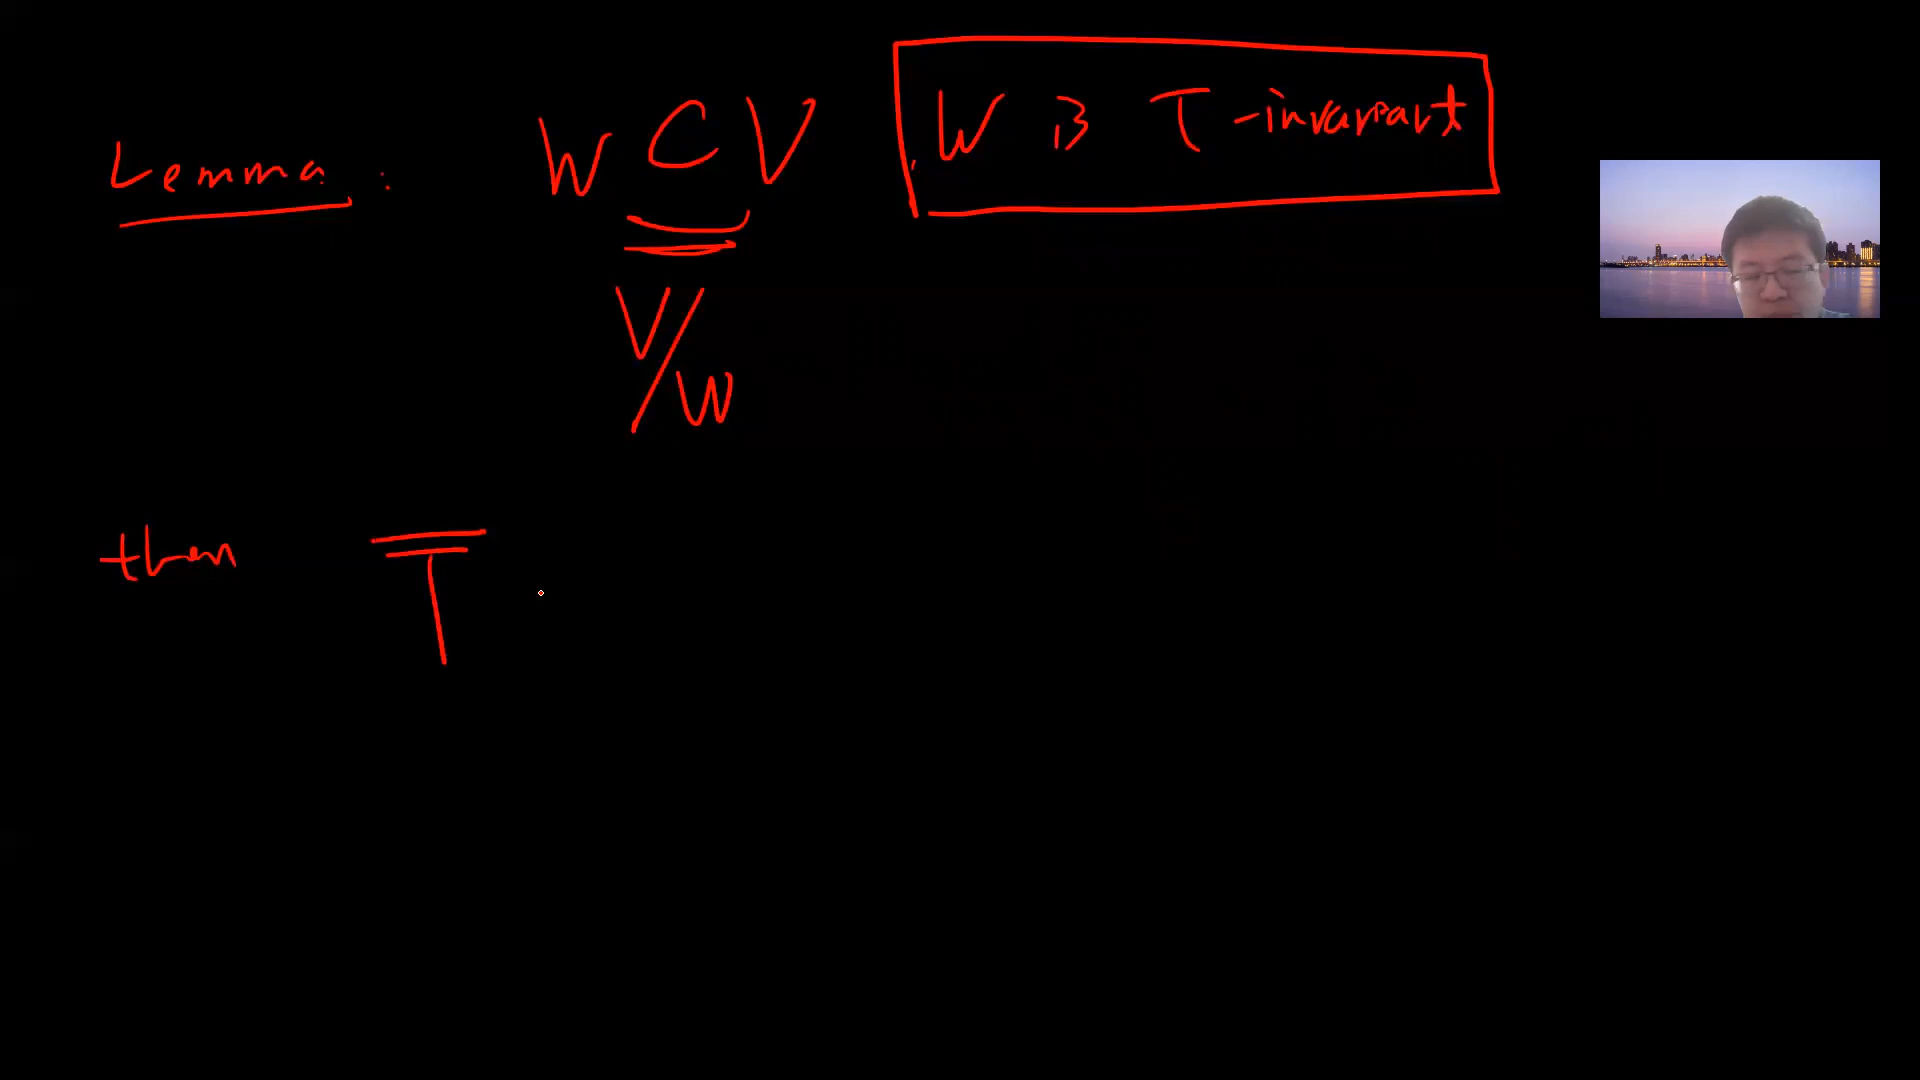 Lemma : W ⊂ V W is T-invariant
V/W
then T̅